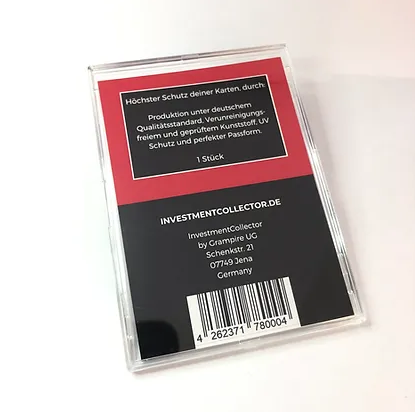 Höchster Schutz deiner Karten, durch:
Produktion unter deutschem
Qualitätsstandard, Verunreinigungs-
freiem und geprüftem Kunststoff, UV
Schutz und perfekter Passform.
1 Stück
INVESTMENTCOLLECTOR.DE
InvestmentCollector
by Grampire UG
Schenkstr. 21
07749 Jena
Germany
4 262371 780004